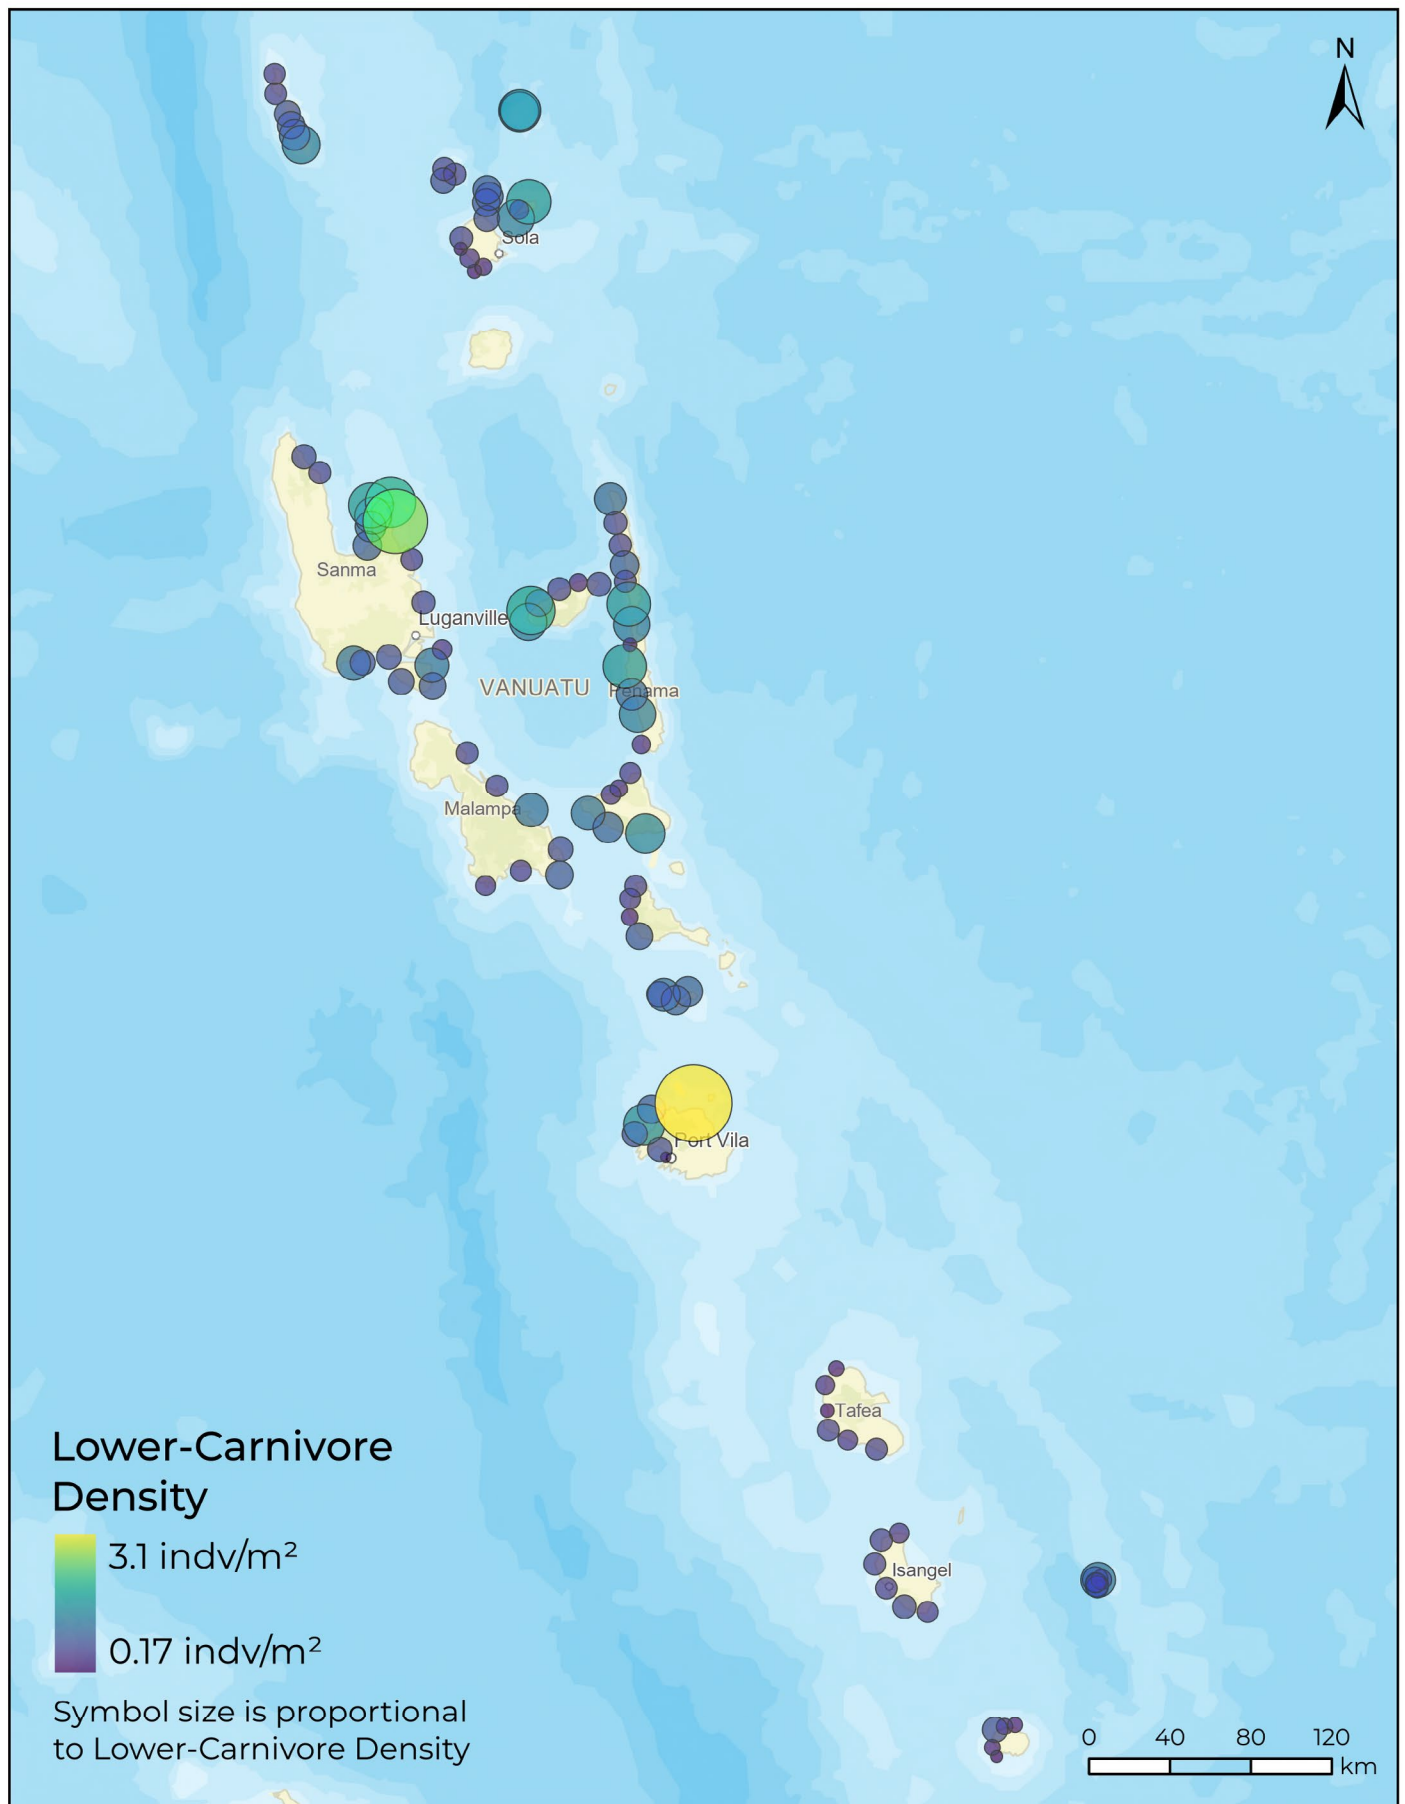 N
Sola
Sanma
Luganville
VANUATU
Penama
Malampa
Port Vila
Tafea
Isangel
Lower-Carnivore
Density
3.1 indv/m²
0.17 indv/m²
Symbol size is proportional
to Lower-Carnivore Density
0 40 80 120
km